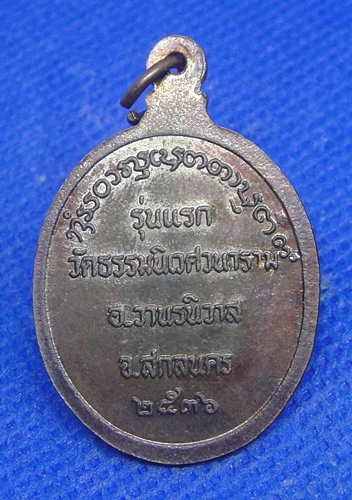 รุ่นแรก
วัดธรรมนิเวศวนาราม
อ.วานรนิวาส
จ.สกลนคร
๒๕๓๖